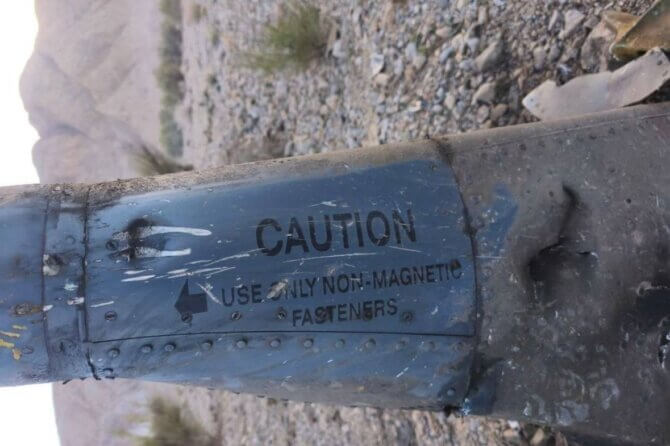 CAUTION
USE ONLY NON-MAGNETIC
FASTENERS